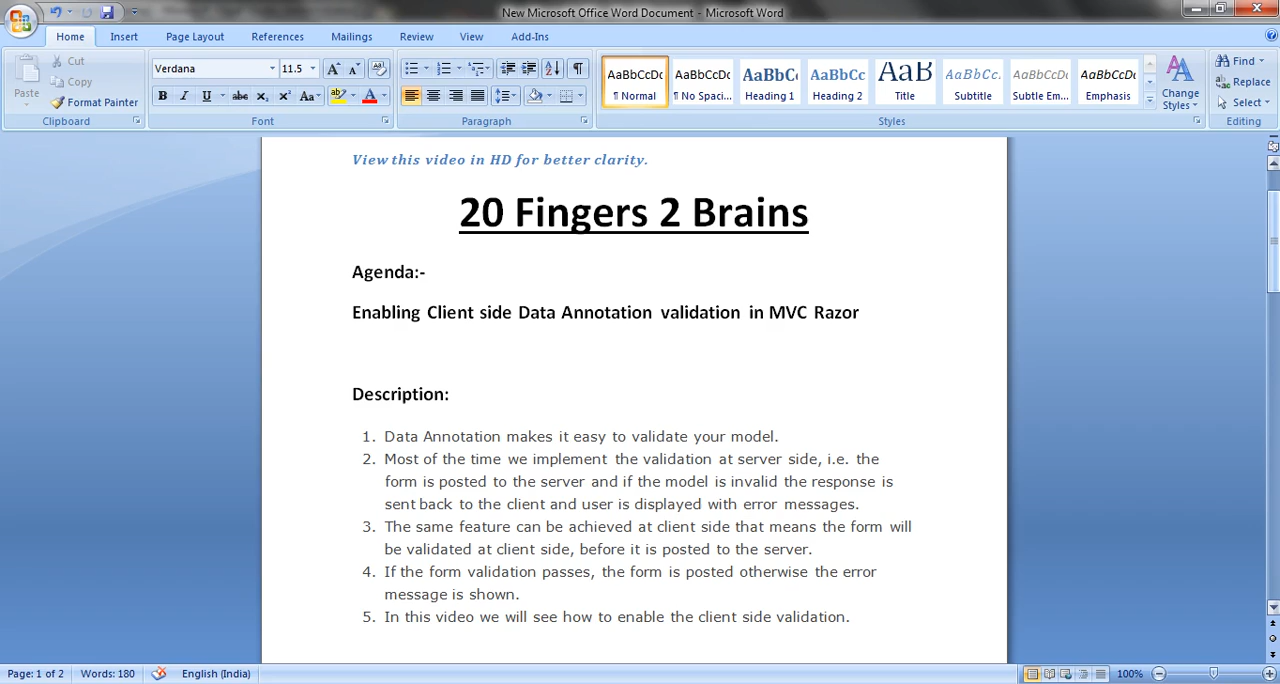 New Microsoft Office Word Document - Microsoft Word
Home Insert Page Layout References Mailings Review View Add-Ins
Paste Cut Copy Format Painter
Clipboard
Verdana 11.5
Font
Paragraph
AaBbCcDc AaBbCcDc AaBbCc AaBbCc AaB AaBbCc. AaBbCcDc AaBbCcDc
¶ Normal ¶ No Spaci... Heading 1 Heading 2 Title Subtitle Subtle Em... Emphasis
Change Styles
Styles
Find
Replace
Select
Editing
View this video in HD for better clarity.
20 Fingers 2 Brains
Agenda:-
Enabling Client side Data Annotation validation in MVC Razor
Description:
1. Data Annotation makes it easy to validate your model.
2. Most of the time we implement the validation at server side, i.e. the
form is posted to the server and if the model is invalid the response is
sent back to the client and user is displayed with error messages.
3. The same feature can be achieved at client side that means the form will
be validated at client side, before it is posted to the server.
4. If the form validation passes, the form is posted otherwise the error
message is shown.
5. In this video we will see how to enable the client side validation.
Page: 1 of 2 Words: 180 English (India) 100%